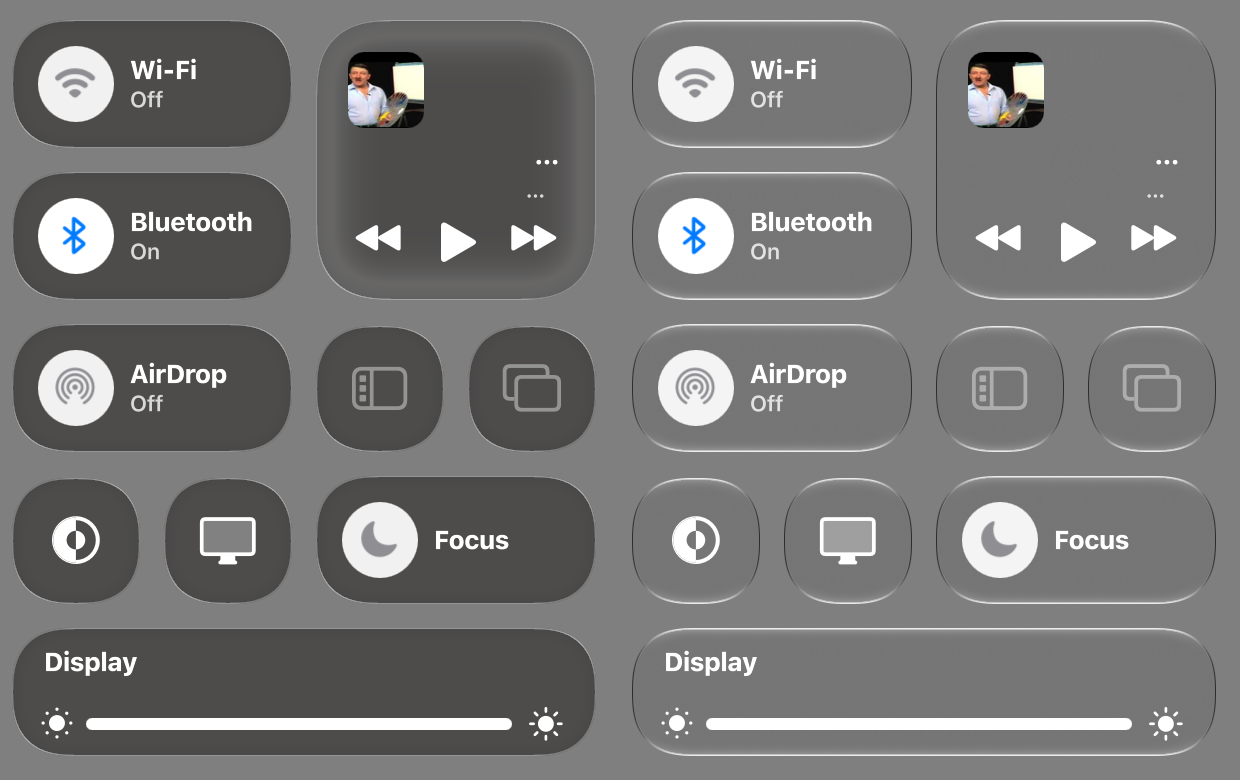 Wi-Fi
Off
...
...
Bluetooth
On
AirDrop
Off
Focus
Display
Wi-Fi
Off
...
...
Bluetooth
On
AirDrop
Off
Focus
Display